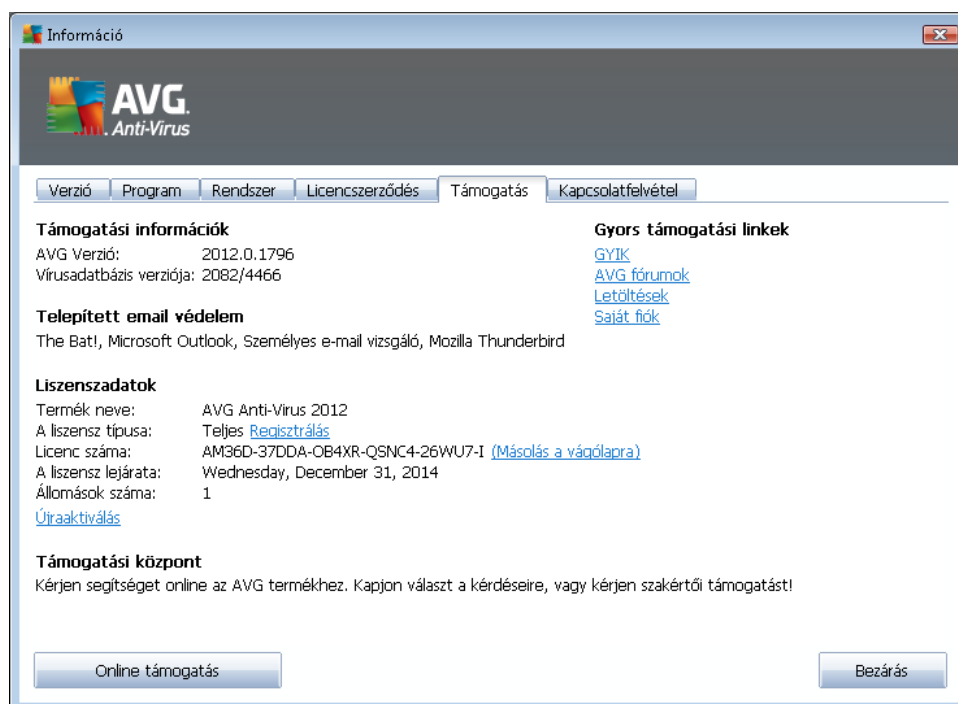 Információ
AVG.
Anti-Virus
Verzió Program Rendszer Licencszerződés Támogatás Kapcsolatfelvétel
Támogatási információk
AVG Verzió: 2012.0.1796
Vírusadatbázis verziója: 2082/4466
Telepített email védelem
The Bat!, Microsoft Outlook, Személyes e-mail vizsgáló, Mozilla Thunderbird
Gyors támogatási linkek
GYIK
AVG fórumok
Letöltések
Saját fiók
Liszenszadatok
Termék neve: AVG Anti-Virus 2012
A liszensz típusa: Teljes Regisztrálás
Licenc száma: AM36D-37DDA-OB4XR-QSNC4-26WU7-I (Másolás a vágólapra)
A liszensz lejárata: Wednesday, December 31, 2014
Állomások száma: 1
Újraaktiválás
Támogatási központ
Kérjen segítséget online az AVG termékhez. Kapjon választ a kérdéseire, vagy kérjen szakértői támogatást!
Online támogatás Bezárás